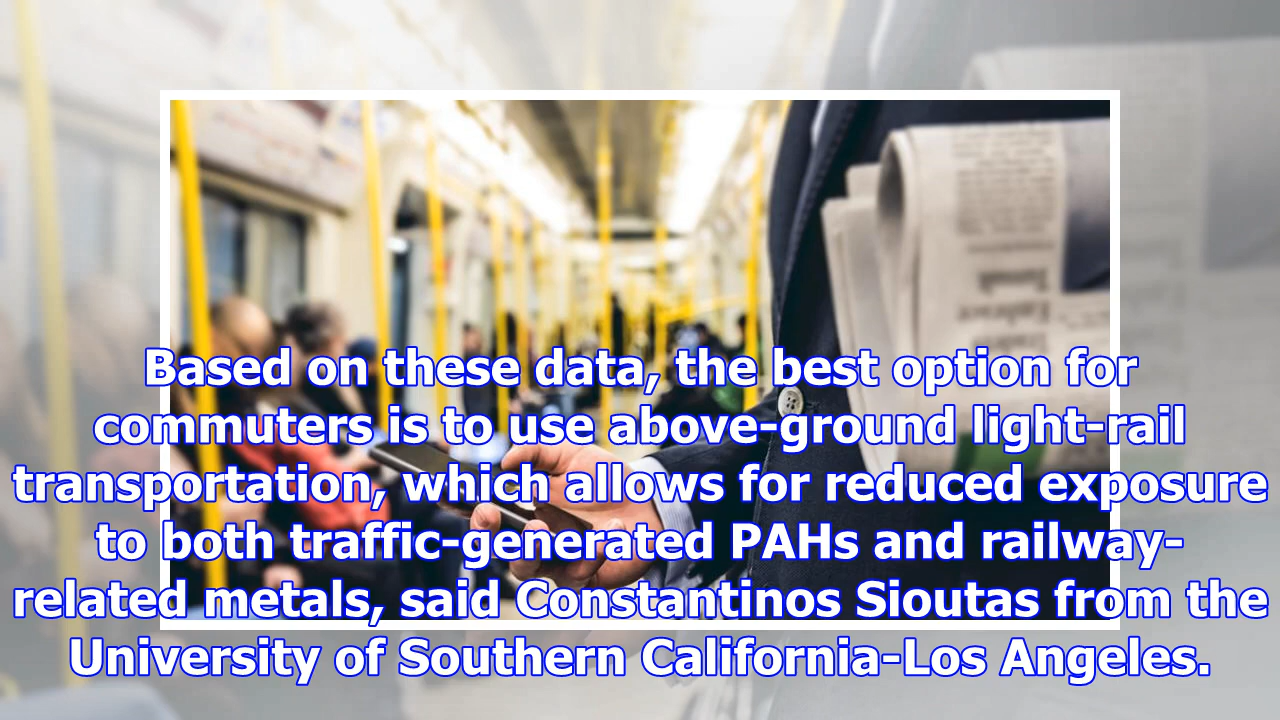 Based on these data, the best option for
commuters is to use above-ground light-rail
transportation, which allows for reduced exposure
to both traffic-generated PAHs and railway-
related metals, said Constantinos Sioutas from the
University of Southern California-Los Angeles.